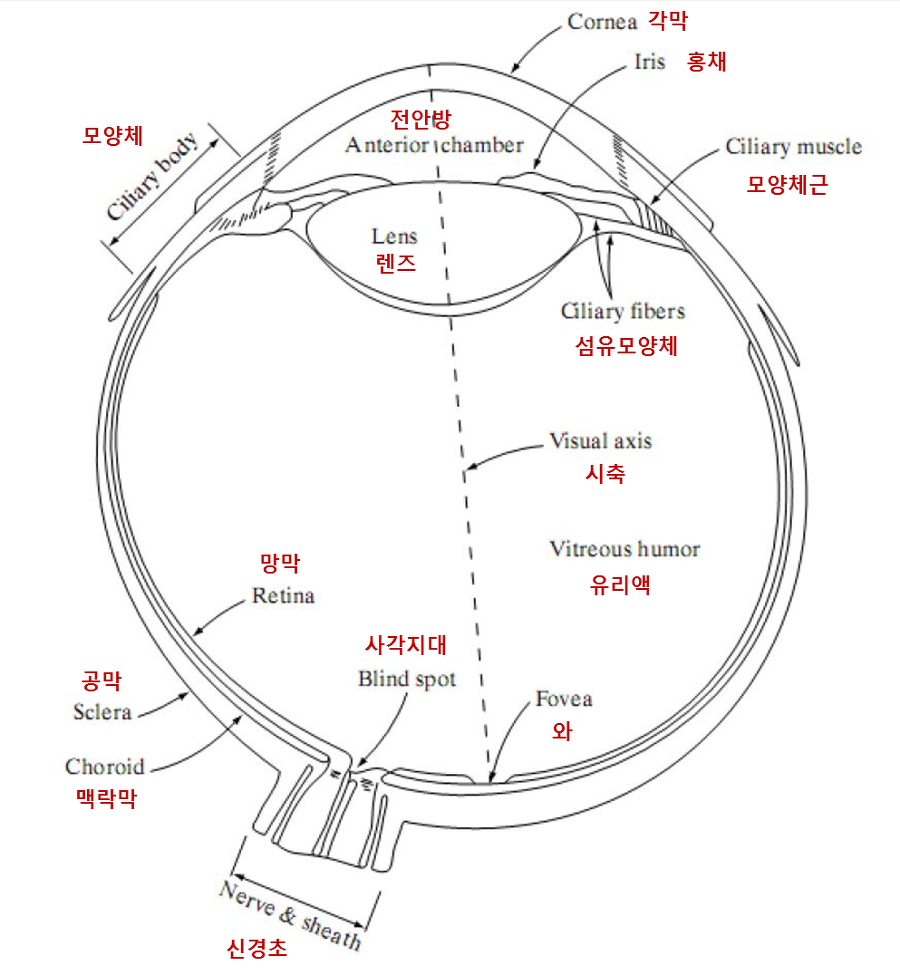 Cornea 각막
Iris 홍채
전안방
Anterior chamber
모양체
Ciliary body
Ciliary muscle
모양체근
Lens
렌즈
Ciliary fibers
섬유모양체
Visual axis
시축
Vitreous humor
유리액
망막
Retina
사각지대
Blind spot
공막
Sclera
Fovea
와
Choroid
맥락막
Nerve & sheath
신경초